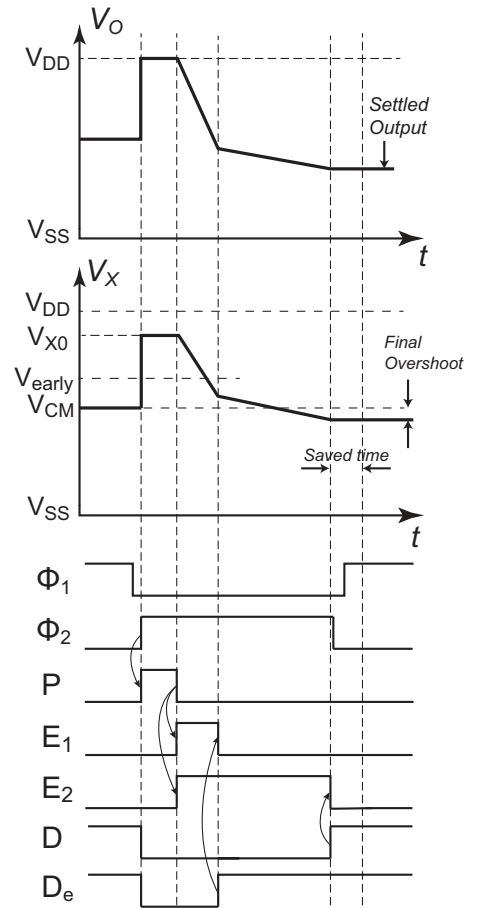 V_O
V_DD
Settled
Output
V_SS
t
V_X
V_DD
V_X0
Final
Overshoot
V_early
V_CM
Saved time
V_SS
t
Φ_1
Φ_2
P
E_1
E_2
D
D_e